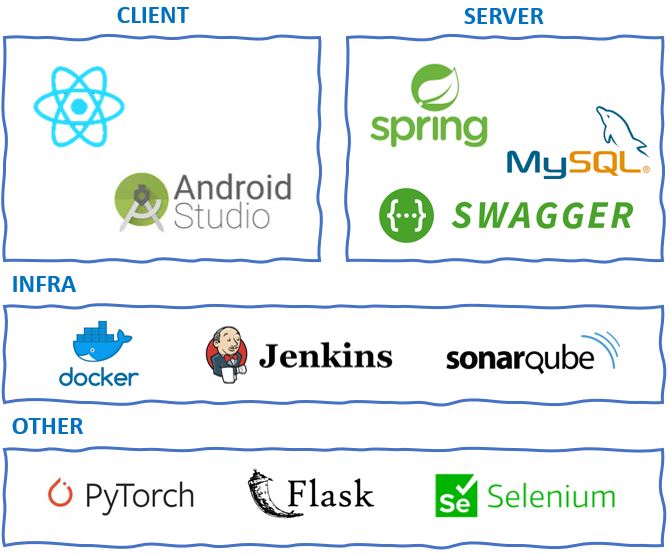 CLIENT
SERVER
spring
MySQL®
Android
Studio
{···} SWAGGER
INFRA
docker
Jenkins
sonarqube
OTHER
PyTorch
Flask
Se Selenium